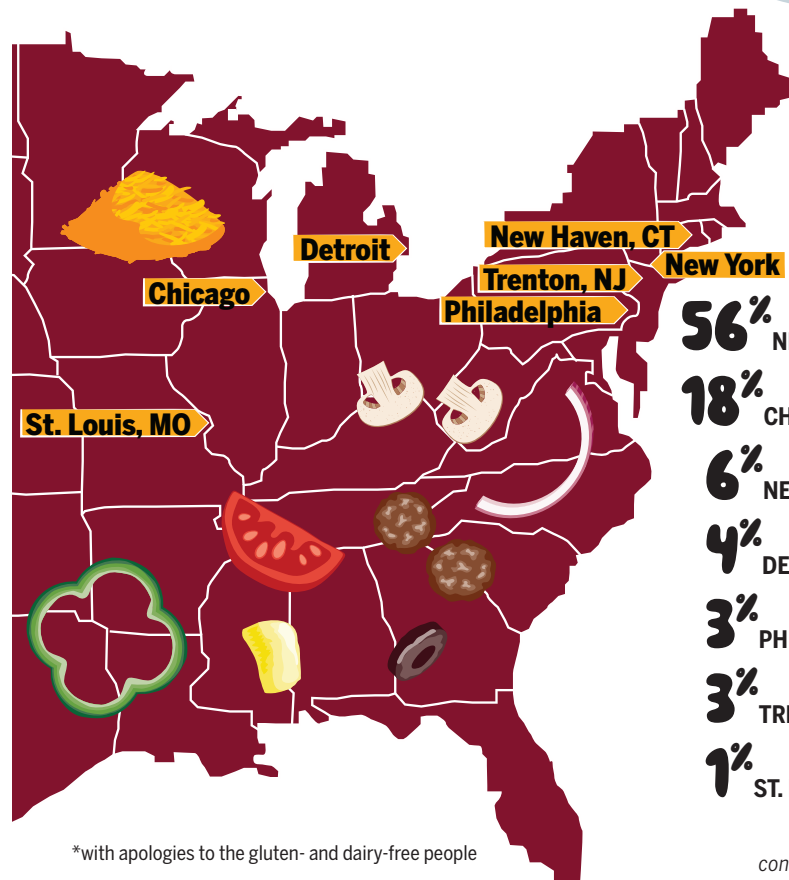 Detroit
New Haven, CT
New York
Trenton, NJ
Chicago
Philadelphia
56%
18%
St. Louis, MO
6%
4%
3%
3%
1% ST.
*with apologies to the gluten- and dairy-free people